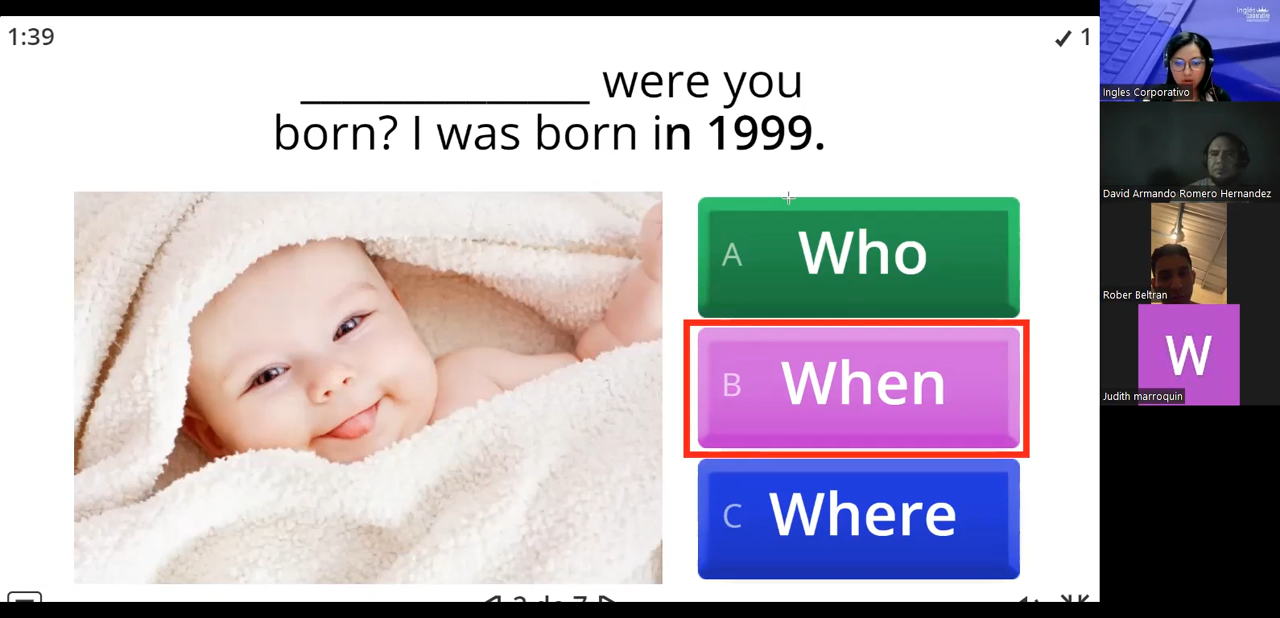 1:39
1
______________ were you
born? I was born in 1999.
A Who
B When
C Where
Ingles Corporativo
David Armando Romero Hernandez
Rober Beltran
W
Judith marroquin